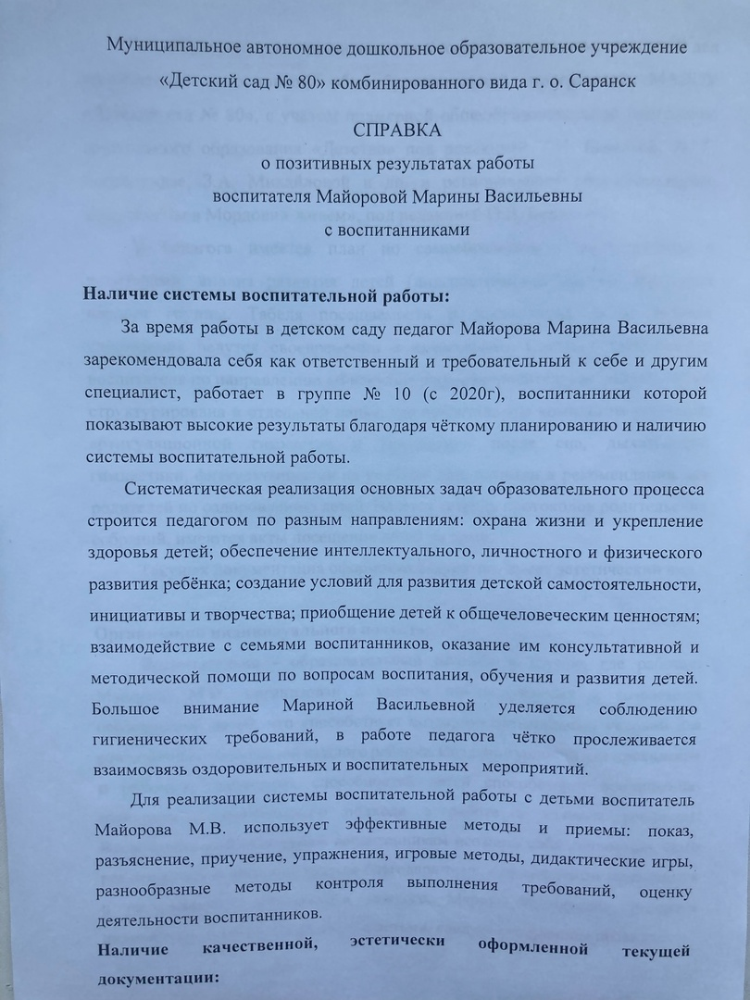 Муниципальное автономное дошкольное образовательное учреждение
«Детский сад № 80» комбинированного вида г. о. Саранск
СПРАВКА
о позитивных результатах работы
воспитателя Майоровой Марины Васильевны
с воспитанниками
Наличие системы воспитательной работы:
За время работы в детском саду педагог Майорова Марина Васильевна
зарекомендовала себя как ответственный и требовательный к себе и другим
специалист, работает в группе № 10 (с 2020г), воспитанники которой
показывают высокие результаты благодаря чёткому планированию и наличию
системы воспитательной работы.
Систематическая реализация основных задач образовательного процесса
строится педагогом по разным направлениям: охрана жизни и укрепление
здоровья детей; обеспечение интеллектуального, личностного и физического
развития ребёнка; создание условий для развития детской самостоятельности,
инициативы и творчества; приобщение детей к общечеловеческим ценностям;
взаимодействие с семьями воспитанников, оказание им консультативной и
методической помощи по вопросам воспитания, обучения и развития детей.
Большое внимание Мариной Васильевной уделяется соблюдению
гигиенических требований, в работе педагога чётко прослеживается
взаимосвязь оздоровительных и воспитательных мероприятий.
Для реализации системы воспитательной работы с детьми воспитатель
Майорова М.В. использует эффективные методы и приемы: показ,
разъяснение, приучение, упражнения, игровые методы, дидактические игры,
разнообразные методы контроля выполнения требований, оценку
деятельности воспитанников.
Наличие качественной, эстетически оформленной текущей
документации: